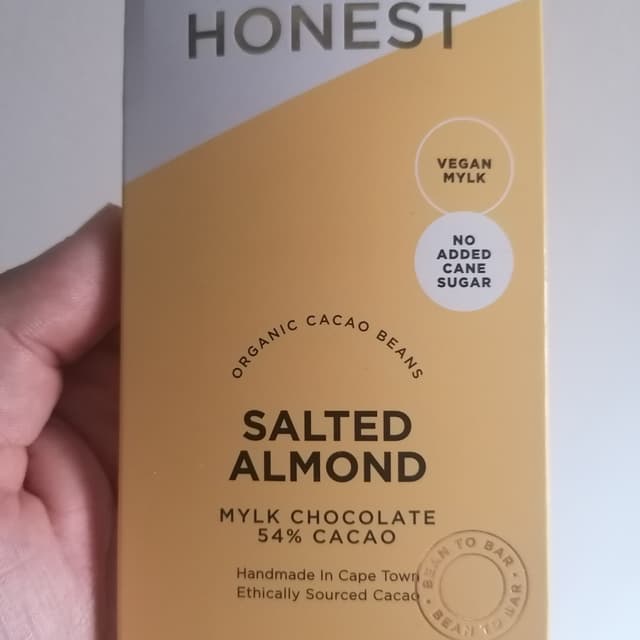 HONEST
VEGAN
MYLK
NO
ADDED
CANE
SUGAR
ORGANIC CACAO BEANS
SALTED
ALMOND
MYLK CHOCOLATE
54% CACAO
Handmade In Cape Town
Ethically Sourced Cacao
BEAN TO BAR · BEAN TO BAR ·